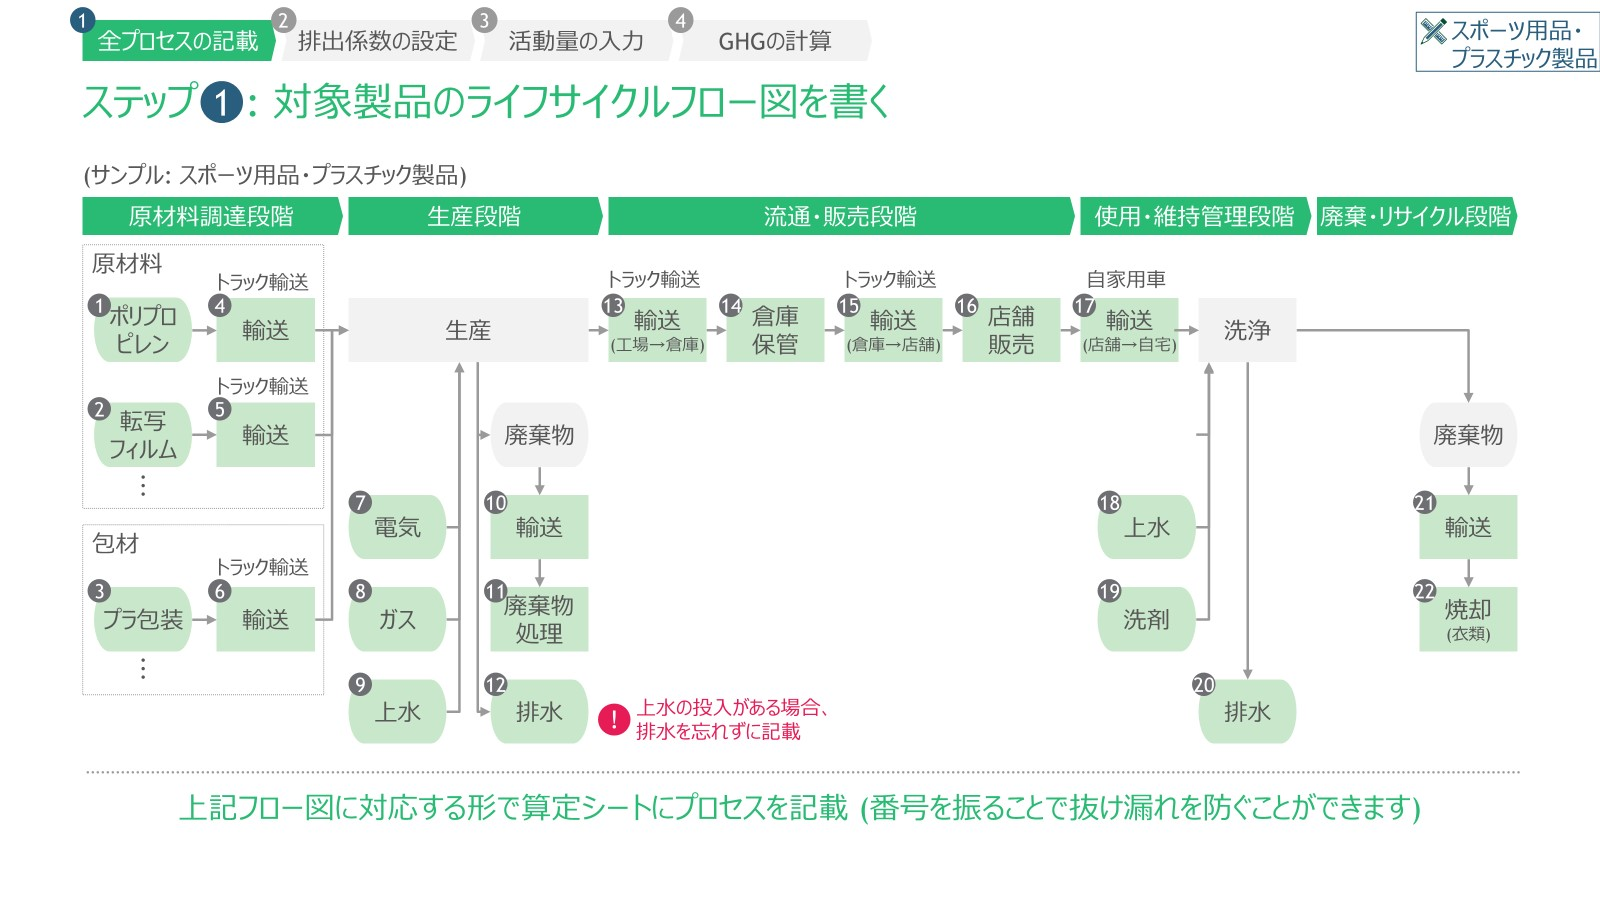 1 全プロセスの記載
2 排出係数の設定
3 活動量の入力
4 GHGの計算
スポーツ用品・
プラスチック製品
ステップ1: 対象製品のライフサイクルフロー図を書く
(サンプル: スポーツ用品・プラスチック製品)
原材料調達段階
生産段階
流通・販売段階
使用・維持管理段階
廃棄・リサイクル段階
原材料
1 ポリプロ
ピレン
トラック輸送
4 輸送
2 転写
フィルム
トラック輸送
5 輸送
⋮
包材
3 プラ包装
トラック輸送
6 輸送
⋮
生産
7 電気
8 ガス
9 上水
廃棄物
10 輸送
11 廃棄物
処理
12 排水
! 上水の投入がある場合、
排水を忘れずに記載
トラック輸送
13 輸送
(工場→倉庫)
14 倉庫
保管
トラック輸送
15 輸送
(倉庫→店舗)
16 店舗
販売
自家用車
17 輸送
(店舗→自宅)
洗浄
18 上水
19 洗剤
20 排水
廃棄物
21 輸送
22 焼却
(衣類)
上記フロー図に対応する形で算定シートにプロセスを記載 (番号を振ることで抜け漏れを防ぐことができます)